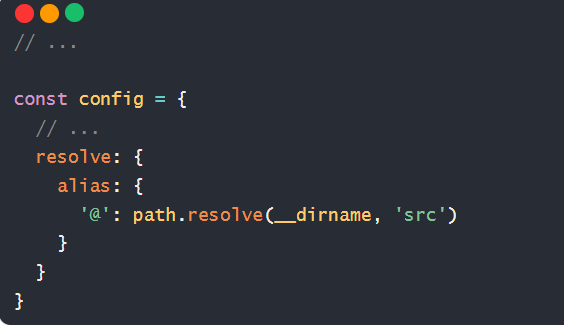 // ...
const config = {
  // ...
  resolve: {
    alias: {
      '@': path.resolve(__dirname, 'src')
    }
  }
}